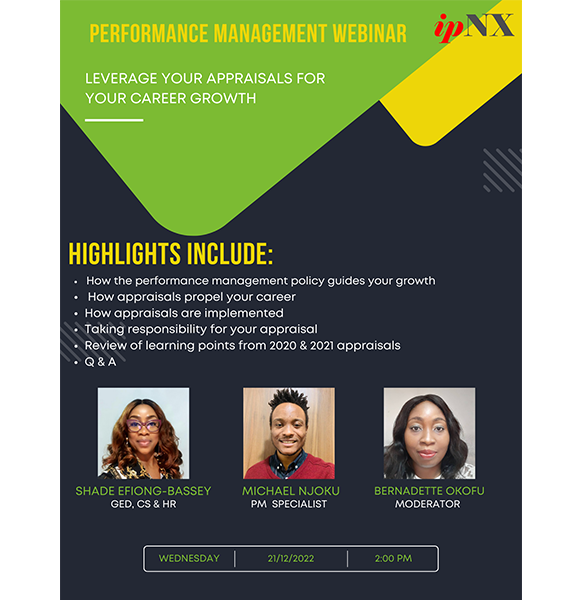 PERFORMANCE MANAGEMENT WEBINAR
ipNX
LEVERAGE YOUR APPRAISALS FOR
YOUR CAREER GROWTH
HIGHLIGHTS INCLUDE:
• How the performance management policy guides your growth
• How appraisals propel your career
• How appraisals are implemented
• Taking responsibility for your appraisal
• Review of learning points from 2020 & 2021 appraisals
• Q & A
SHADE EFIONG-BASSEY
GED, CS & HR
MICHAEL NJOKU
PM SPECIALIST
BERNADETTE OKOFU
MODERATOR
WEDNESDAY | 21/12/2022 | 2:00 PM